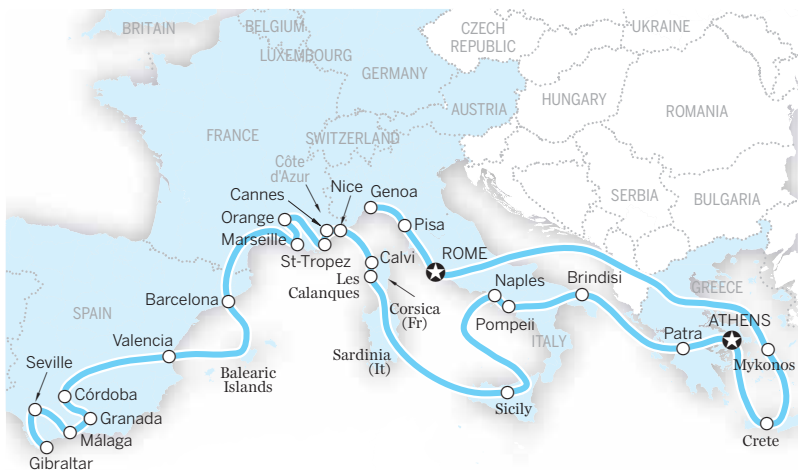 BRITAIN
BELGIUM
CZECH
REPUBLIC
UKRAINE
LUXEMBOURG
GERMANY
AUSTRIA
HUNGARY
ROMANIA
FRANCE
SWITZERLAND
Côte
d'Azur
Cannes
Nice
Genoa
SERBIA
BULGARIA
Orange
Pisa
Marseille
St-Tropez
ROME
Calvi
Les
Calanques
Naples
Brindisi
GREECE
Barcelona
Corsica
(Fr)
Pompeii
SPAIN
ATHENS
Patra
ITALY
Valencia
Sardinia
(It)
Mykonos
Seville
Balearic
Islands
Córdoba
Granada
Sicily
Málaga
Crete
Gibraltar